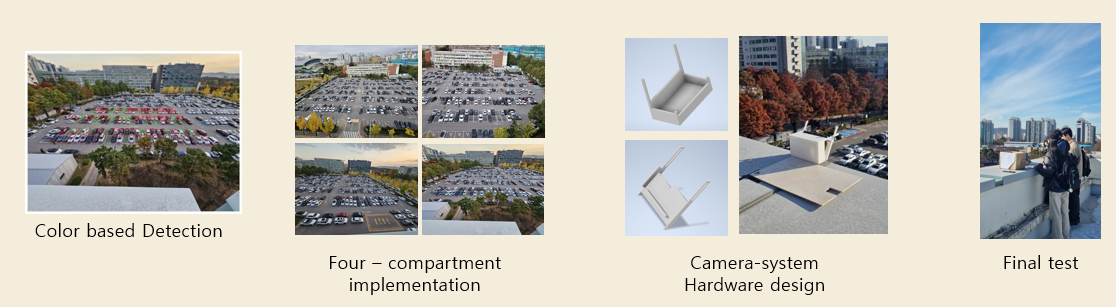 Color based Detection
Four – compartment
implementation
Camera-system
Hardware design
Final test